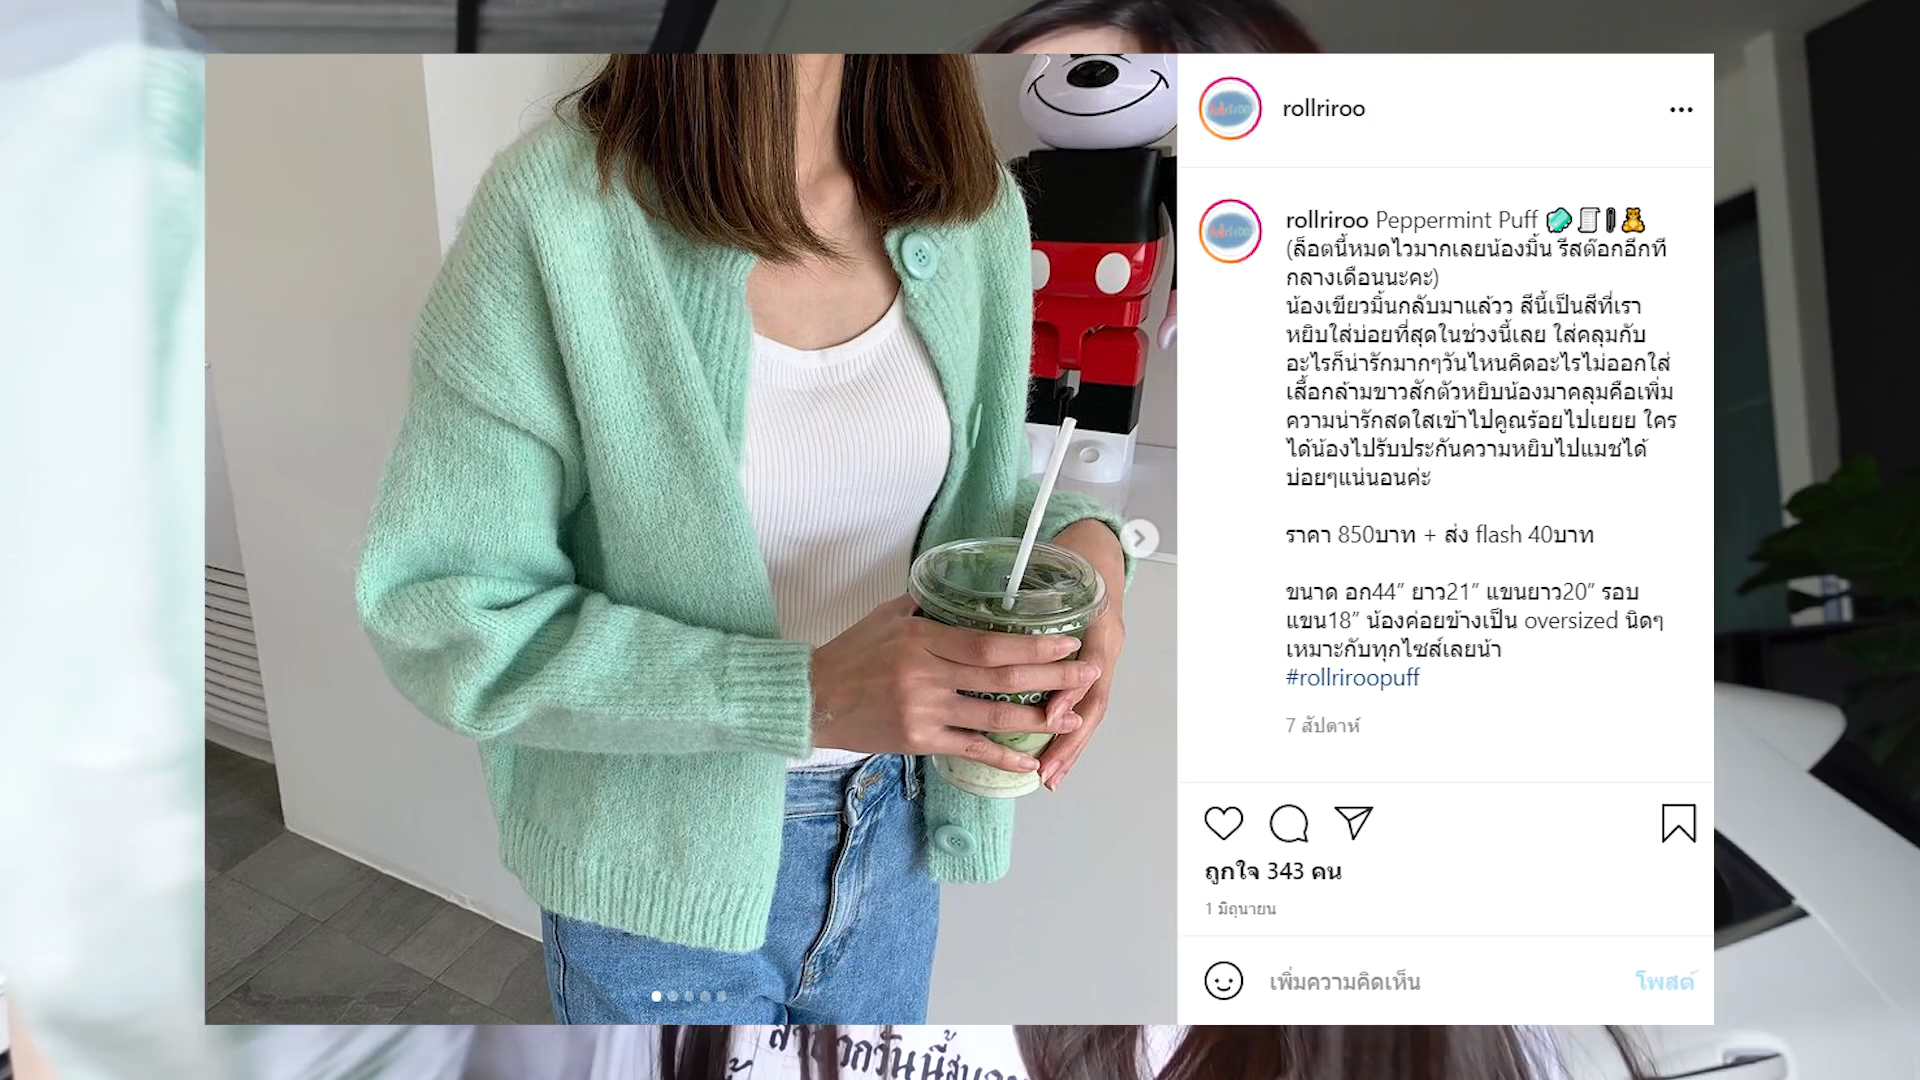 rollriroo
rollriroo Peppermint Puff
(ล็อตนี้หมดไวมากเลยน้องมิ้น รีสต๊อกอีกที
กลางเดือนนะคะ)
น้องเขียวมิ้นกลับมาแล้วว สีนี้เป็นสีที่เรา
หยิบใส่บ่อยที่สุดในช่วงนี้เลย ใส่คลุมกับ
อะไรก็น่ารักมากๆวันไหนคิดอะไรไม่ออกใส่
เสื้อกล้ามขาวสักตัวหยิบน้องมาคลุมคือเพิ่ม
ความน่ารักสดใสเข้าไปคูณร้อยไปเยยย ใคร
ได้น้องไปรับประกันความหยิบไปแมชได้
บ่อยๆแน่นอนค่ะ
ราคา 850บาท + ส่ง flash 40บาท
ขนาด อก44” ยาว21” แขนยาว20” รอบ
แขน18” น้องค่อยข้างเป็น oversized นิดๆ
เหมาะกับทุกไซส์เลยน้า
#rollriroopuff
7 สัปดาห์
ถูกใจ 343 คน
1 มิถุนายน
เพิ่มความคิดเห็น
โพสต์